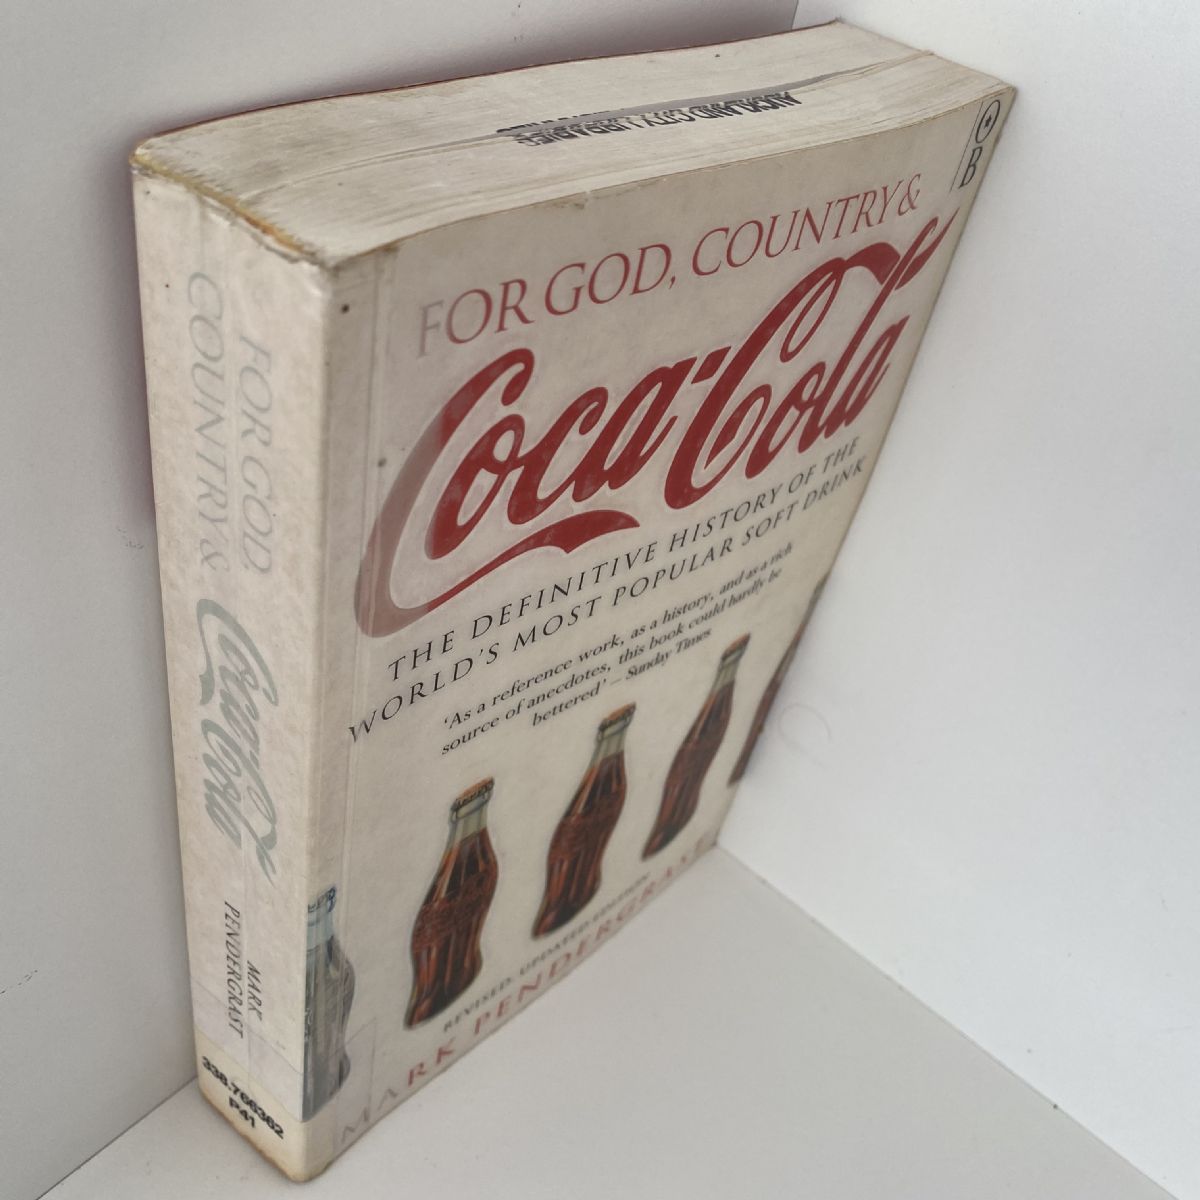 AUCKLAND CITY LIBRARIES
B
FOR GOD, COUNTRY &
Coca-Cola
THE DEFINITIVE HISTORY OF THE
WORLD'S MOST POPULAR SOFT DRINK
'As a reference work, as a history, and as a rich
source of anecdotes, this book could hardly be
bettered' – Sunday Times
REVISED, UPDATED EDITION
MARK PENDERGRAST
FOR GOD,
COUNTRY &
Coca-Cola
MARK
PENDERGRAST
338.766362
P41